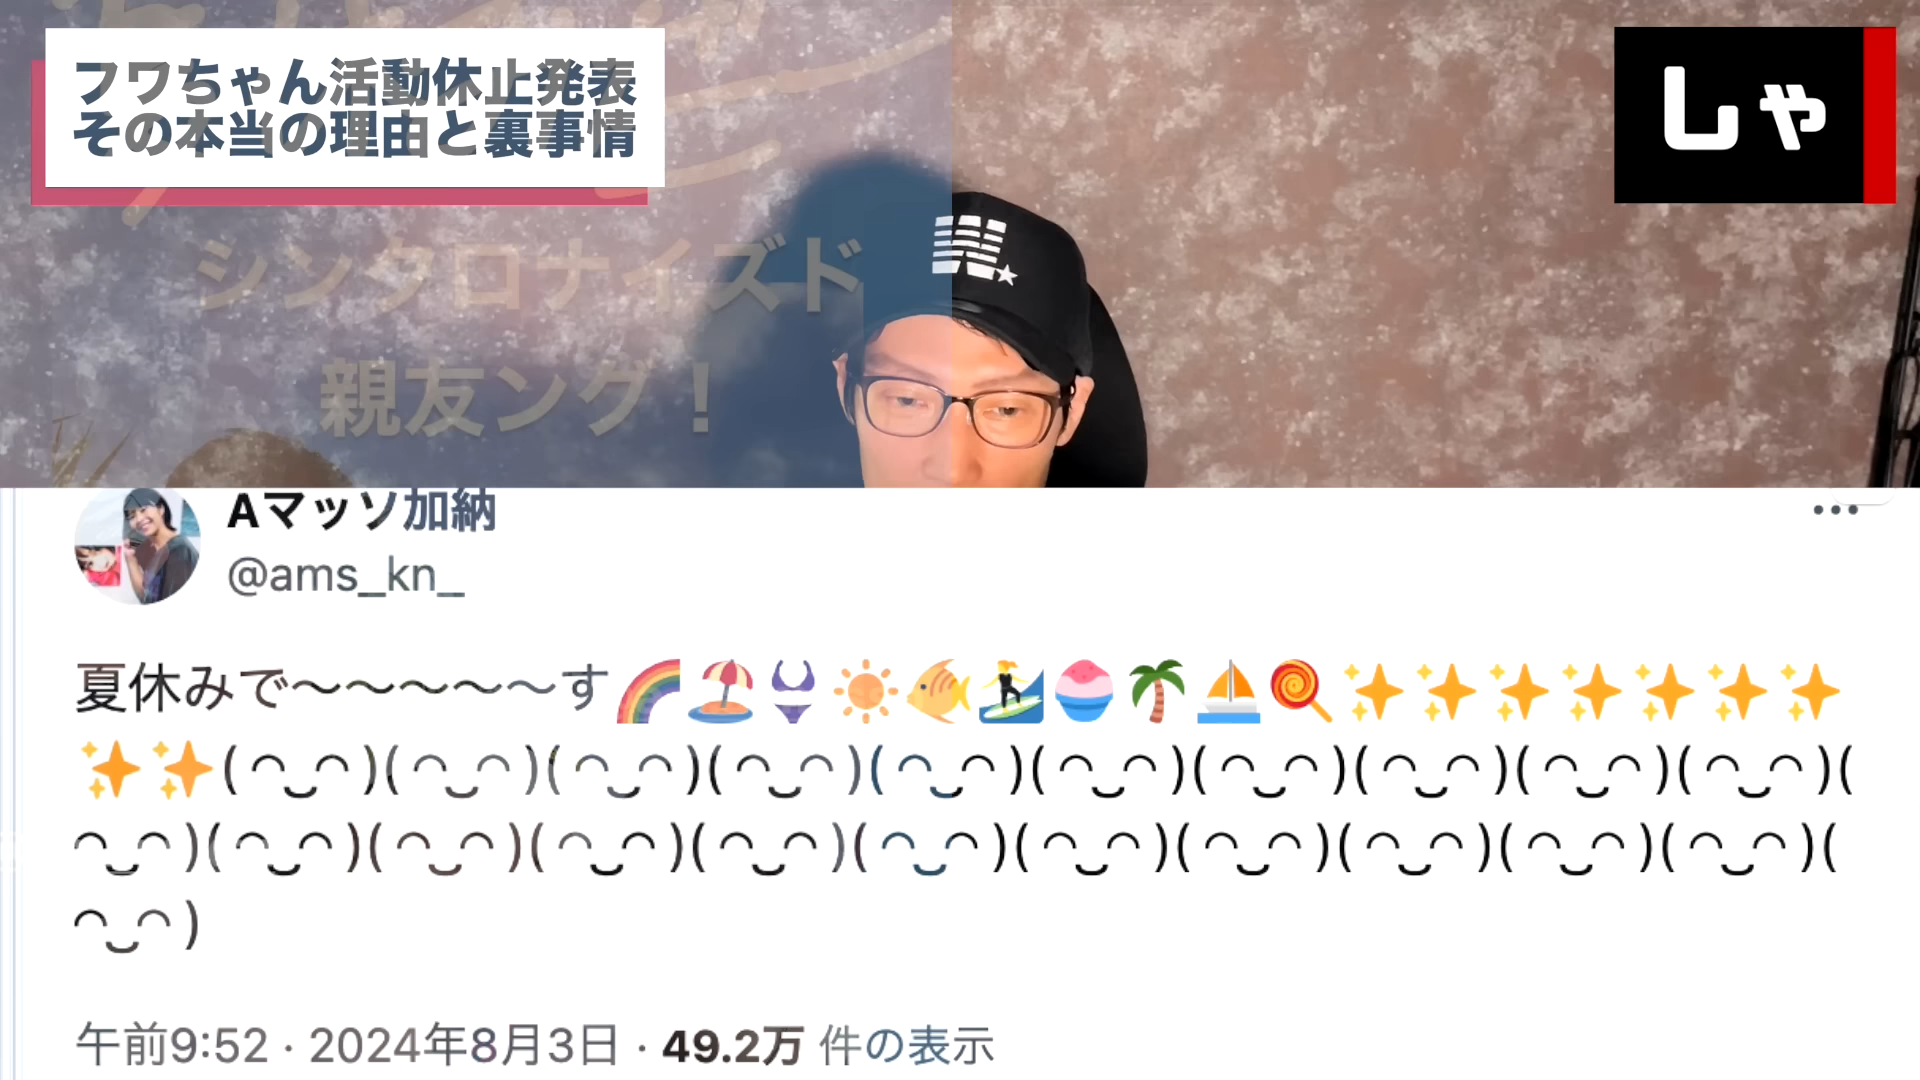 フワちゃん活動休止発表
その本当の理由と裏事情
しゃ
シンクロナイズド
親友ング！
Aマッソ加納
@ams_kn_
夏休みで〜〜〜〜〜す🌈🏖️👙☀️🐠🏄🍧🌴⛵🍭✨✨✨✨✨✨✨
✨✨(◠‿◠)(◠‿◠)(◠‿◠)(◠‿◠)(◠‿◠)(◠‿◠)(◠‿◠)(◠‿◠)(◠‿◠)(◠‿◠)(
◠‿◠)(◠‿◠)(◠‿◠)(◠‿◠)(◠‿◠)(◠‿◠)(◠‿◠)(◠‿◠)(◠‿◠)(◠‿◠)(◠‿◠)(
◠‿◠)
午前9:52 · 2024年8月3日 · 49.2万 件の表示